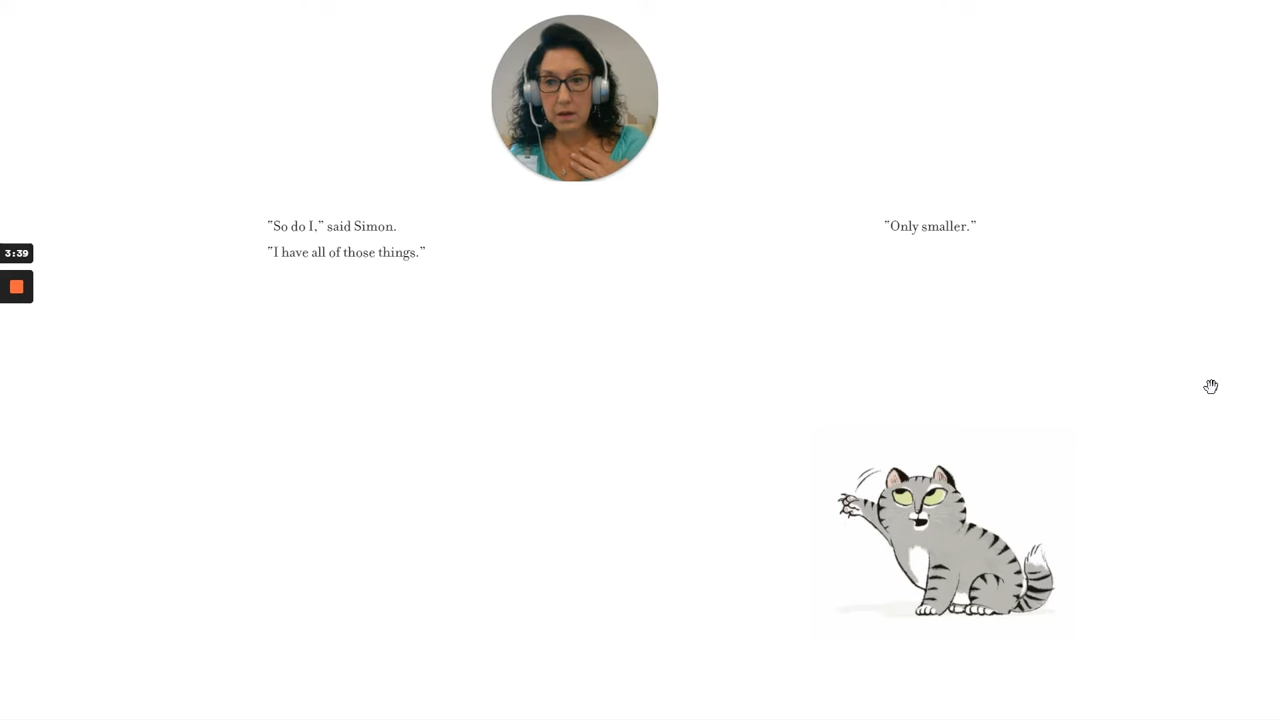 "So do I," said Simon.
"I have all of those things."
"Only smaller."
3:39